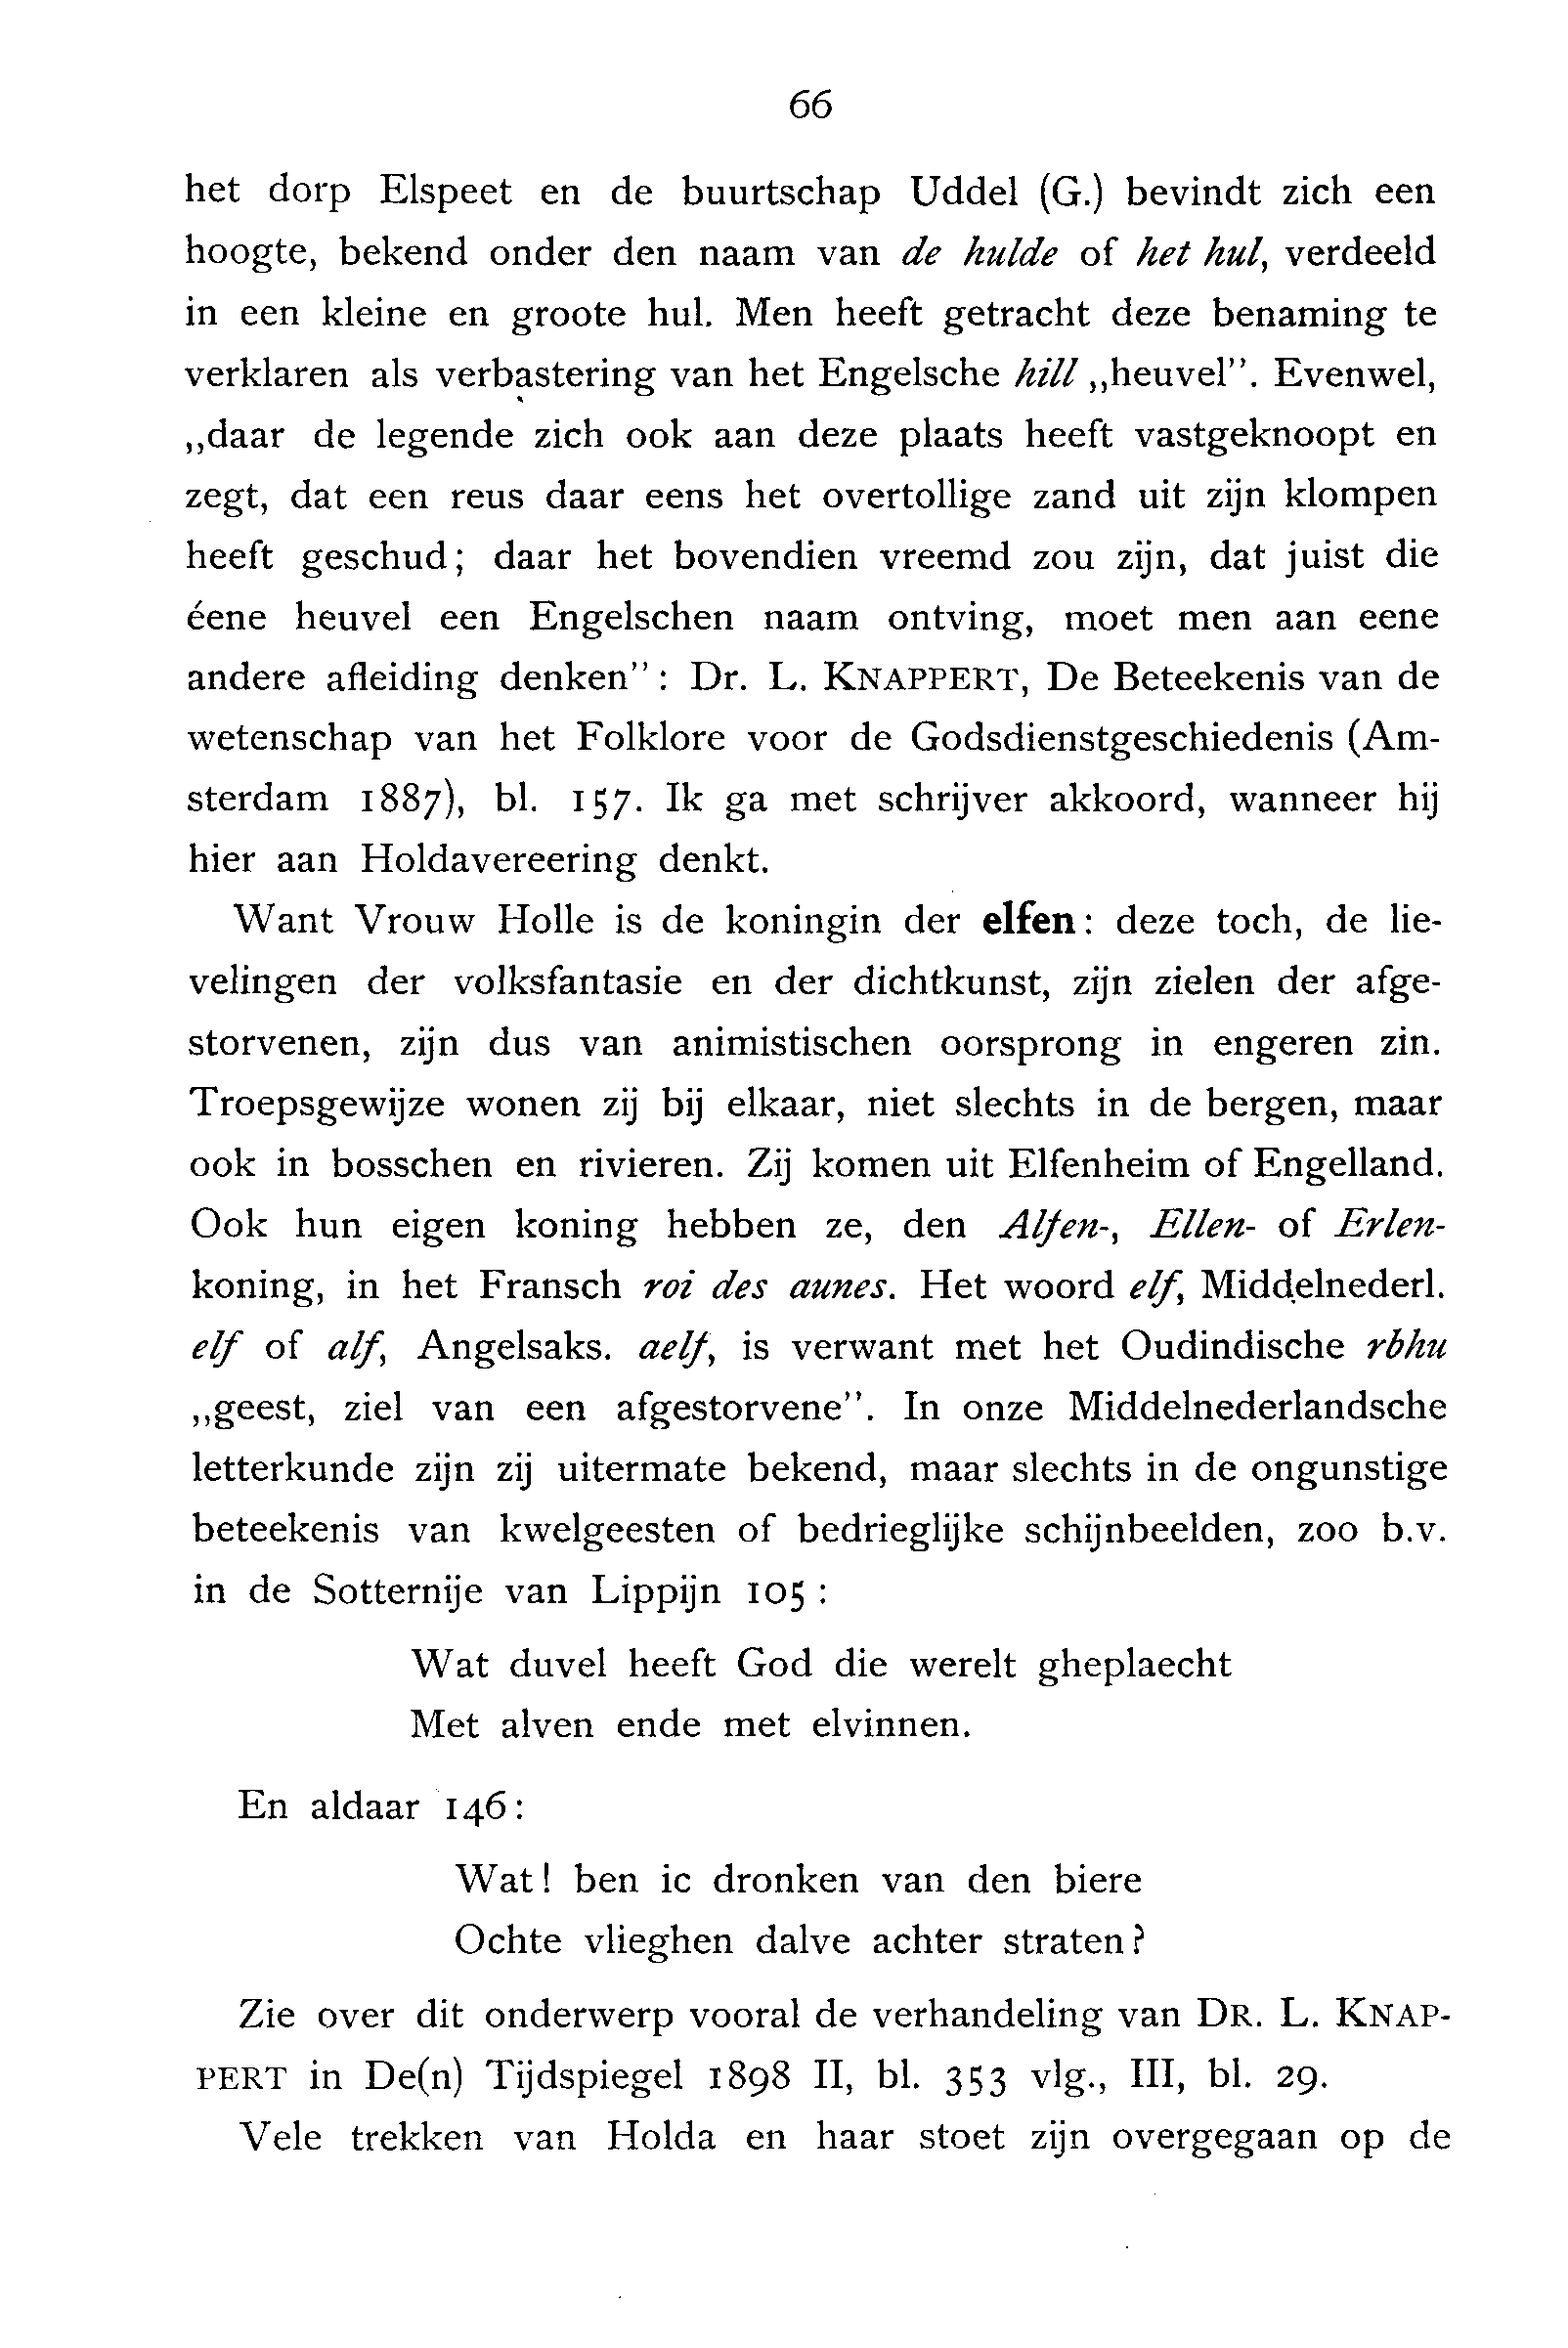 66
het dorp Elspeet en de buurtschap Uddel (G.) bevindt zich een
hoogte, bekend onder den naam van de hulde of het hul, verdeeld
in een kleine en groote hul. Men heeft getracht deze benaming te
verklaren als verbastering van het Engelsche hill „heuvel”. Evenwel,
„daar de legende zich ook aan deze plaats heeft vastgeknoopt en
zegt, dat een reus daar eens het overtollige zand uit zijn klompen
heeft geschud; daar het bovendien vreemd zou zijn, dat juist die
éene heuvel een Engelschen naam ontving, moet men aan eene
andere afleiding denken”: Dr. L. KNAPPERT, De Beteekenis van de
wetenschap van het Folklore voor de Godsdienstgeschiedenis (Am-
sterdam 1887), bl. 157. Ik ga met schrijver akkoord, wanneer hij
hier aan Holdavereering denkt.
Want Vrouw Holle is de koningin der elfen: deze toch, de lie-
velingen der volksfantasie en der dichtkunst, zijn zielen der afge-
storvenen, zijn dus van animistischen oorsprong in engeren zin.
Troepsgewijze wonen zij bij elkaar, niet slechts in de bergen, maar
ook in bosschen en rivieren. Zij komen uit Elfenheim of Engelland.
Ook hun eigen koning hebben ze, den Alfen-, Ellen- of Erlen-
koning, in het Fransch roi des aunes. Het woord elf, Middelnederl.
elf of alf, Angelsaks. aelf, is verwant met het Oudindische rbhu
„geest, ziel van een afgestorvene”. In onze Middelnederlandsche
letterkunde zijn zij uitermate bekend, maar slechts in de ongunstige
beteekenis van kwelgeesten of bedrieglijke schijnbeelden, zoo b.v.
in de Sotternije van Lippijn 105:
Wat duvel heeft God die werelt gheplaecht
Met alven ende met elvinnen.
En aldaar 146:
Wat! ben ic dronken van den biere
Ochte vlieghen dalve achter straten?
Zie over dit onderwerp vooral de verhandeling van DR. L. KNAP-
PERT in De(n) Tijdspiegel 1898 II, bl. 353 vlg., III, bl. 29.
Vele trekken van Holda en haar stoet zijn overgegaan op de